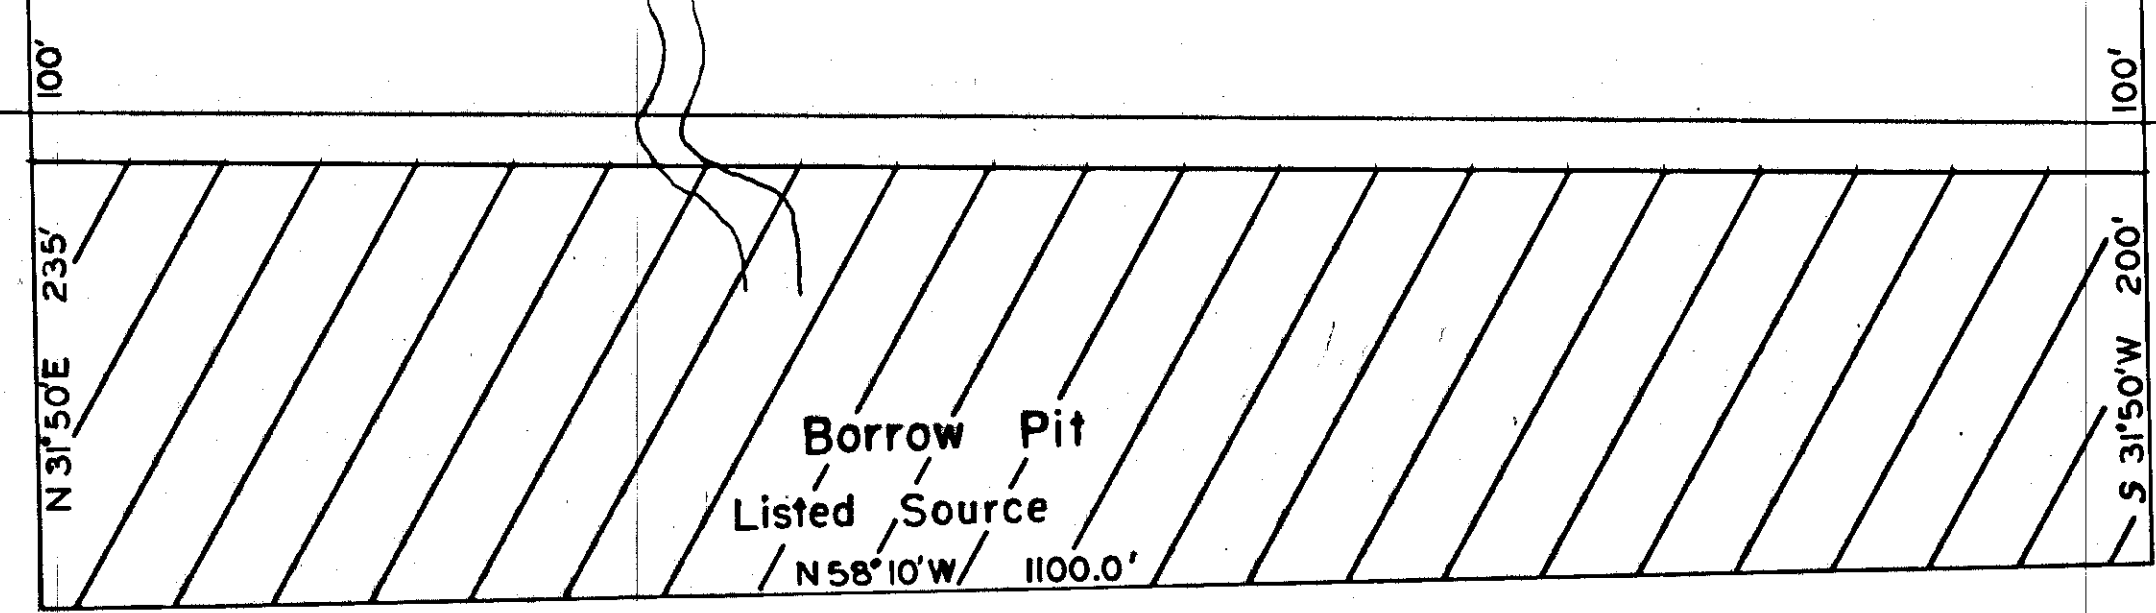 100'
100'
N 31°50'E 235'
S 31°50'W 200'
Borrow Pit
Listed Source
N 58°10'W 1100.0'